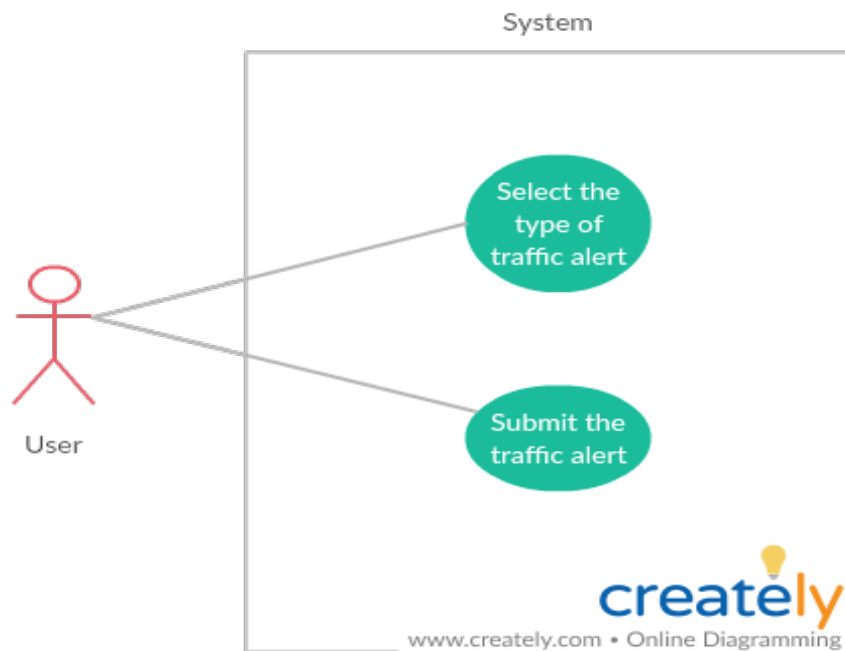 System
Select the
type of
traffic alert
User
Submit the
traffic alert
creately
www.creately.com • Online Diagramming